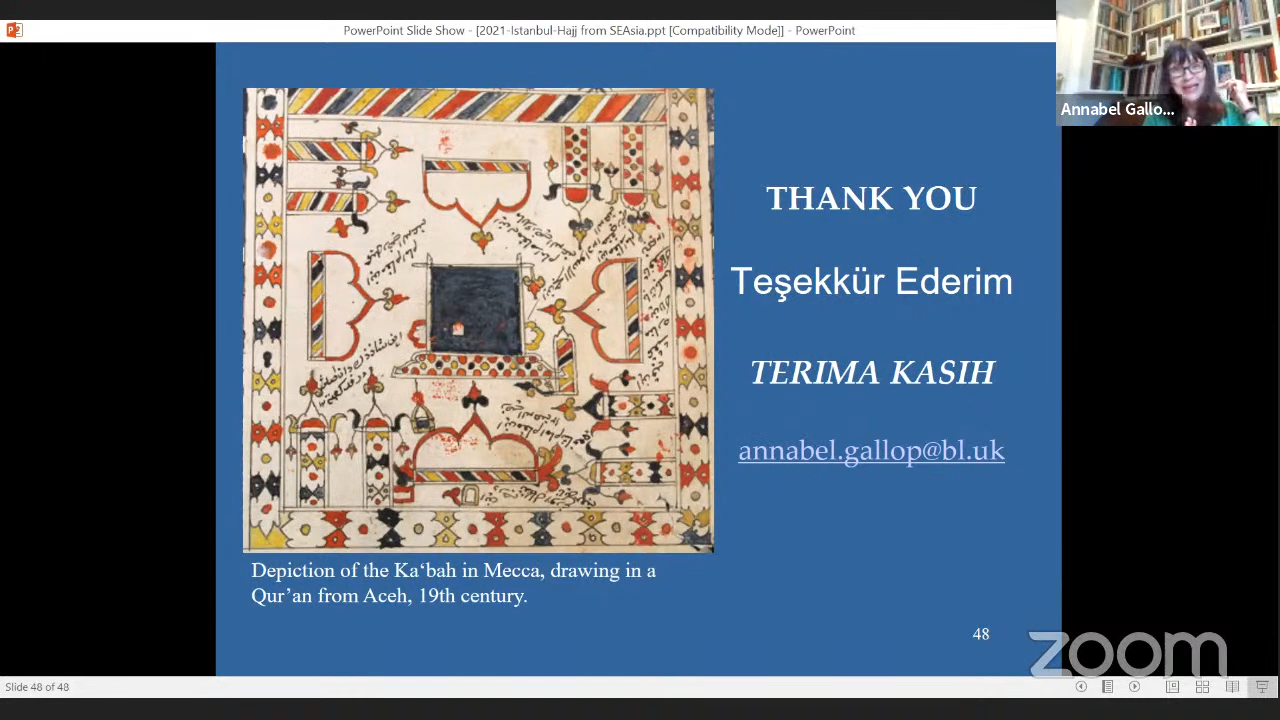 PowerPoint Slide Show - [2021-Istanbul-Hajj from SEAsia.ppt [Compatibility Mode]] - PowerPoint
Annabel Gallo...
THANK YOU
Teşekkür Ederim
TERIMA KASIH
annabel.gallop@bl.uk
Depiction of the Ka‘bah in Mecca, drawing in a
Qur’an from Aceh, 19th century.
48
zoom
Slide 48 of 48